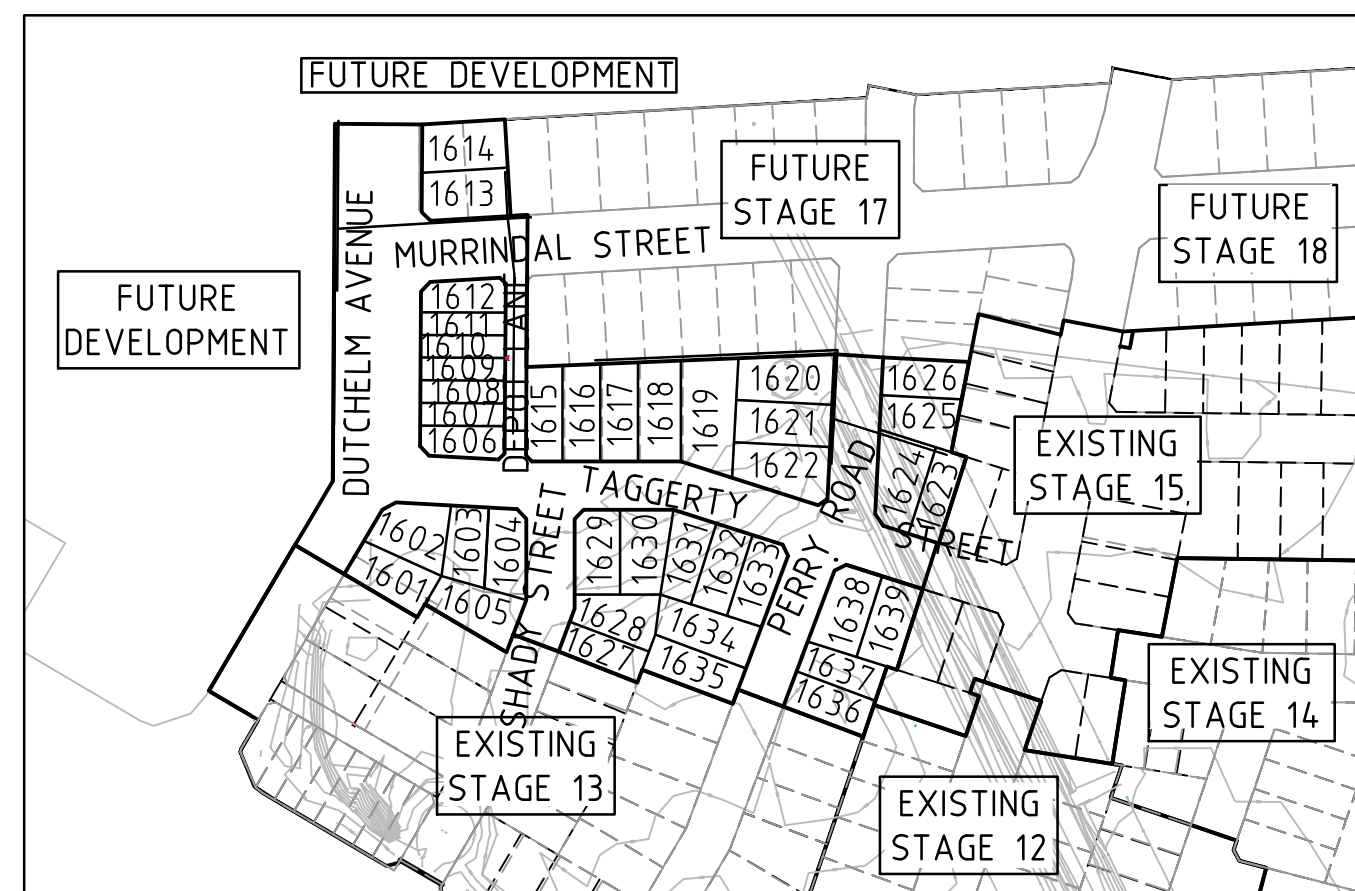 FUTURE DEVELOPMENT
1614
1613
FUTURE
STAGE 17
FUTURE
STAGE 18
MURRINDAL STREET
DUTCHELM AVENUE
FUTURE
DEVELOPMENT
1612
1611
1610
1609
1608
1607
1606
LANE
1615
1616
1617
1618
1619
1620
1621
1622
1626
1625
1624
1623
EXISTING
STAGE 15
TAGGERTY
STREET
PERRY
ROAD
1602
1603
1604
1601
1605
SHADY STREET
1629
1630
1631
1632
1633
1628
1627
1634
1635
1638
1639
1637
1636
EXISTING
STAGE 14
EXISTING
STAGE 13
EXISTING
STAGE 12